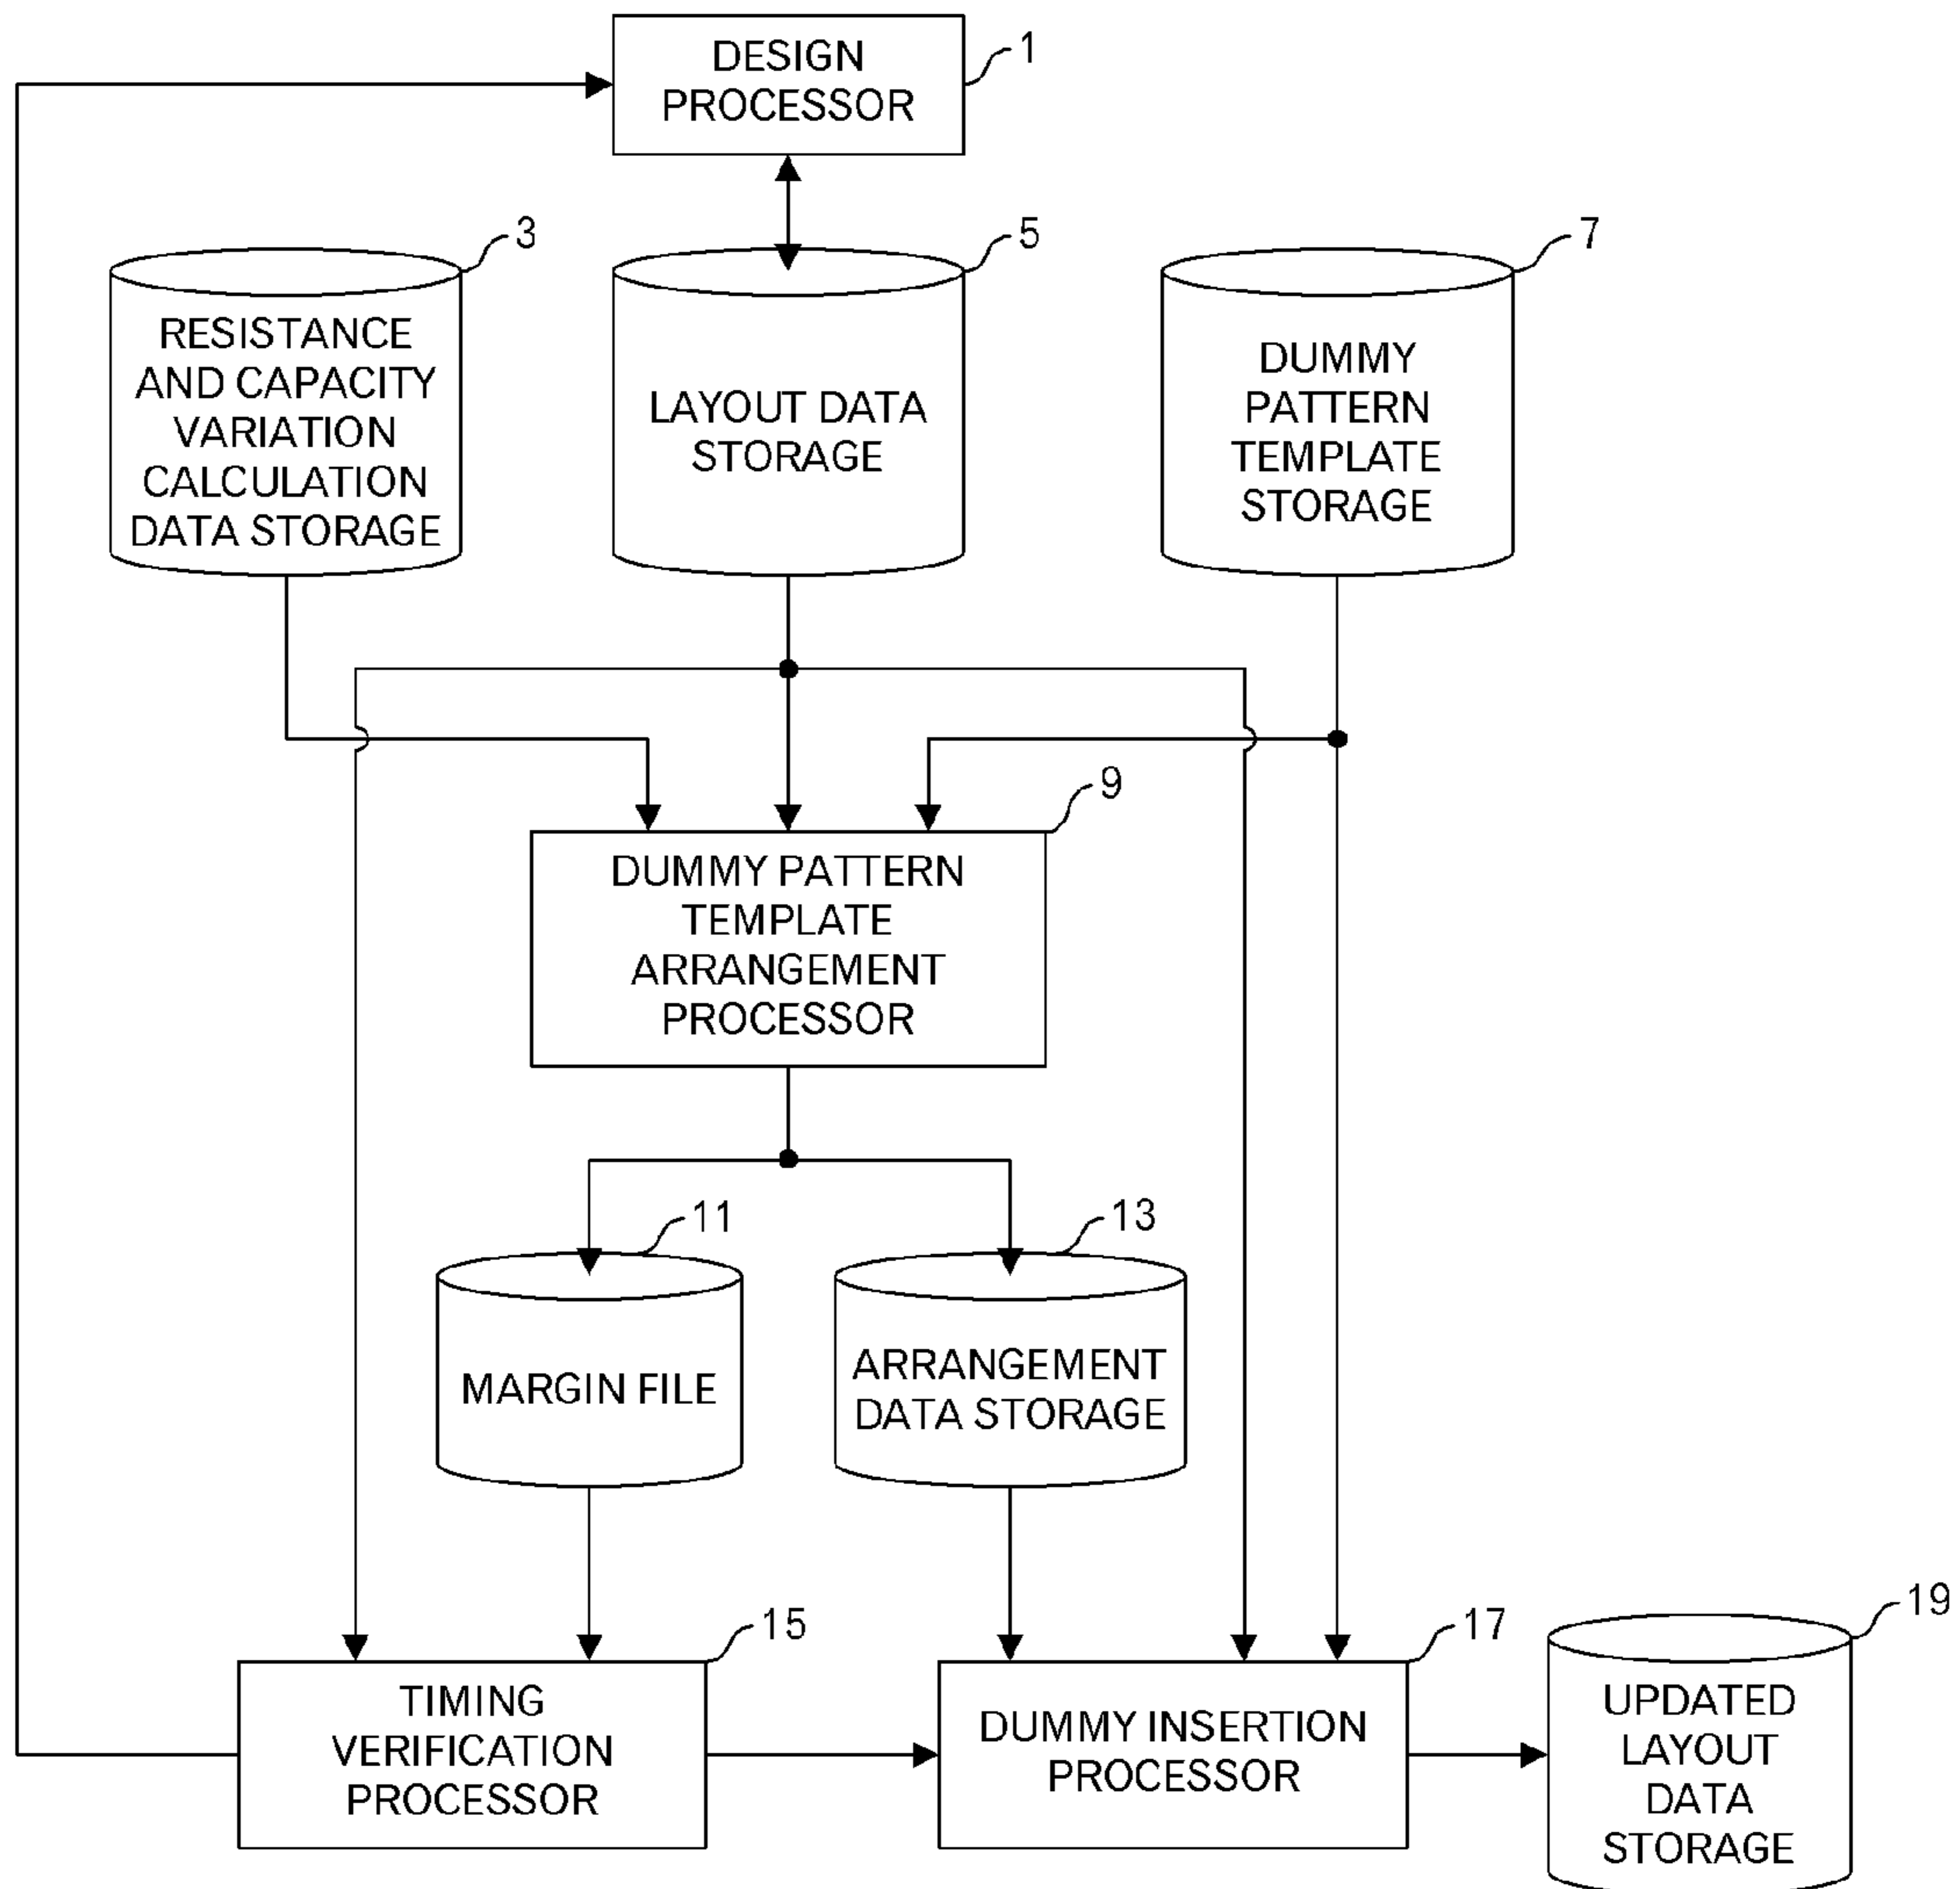 DESIGN
PROCESSOR
1
3
5
7
RESISTANCE
AND CAPACITY
VARIATION
CALCULATION
DATA STORAGE
LAYOUT DATA
STORAGE
DUMMY
PATTERN
TEMPLATE
STORAGE
9
DUMMY PATTERN
TEMPLATE
ARRANGEMENT
PROCESSOR
11
13
MARGIN FILE
ARRANGEMENT
DATA STORAGE
15
17
19
TIMING
VERIFICATION
PROCESSOR
DUMMY INSERTION
PROCESSOR
UPDATED
LAYOUT
DATA
STORAGE